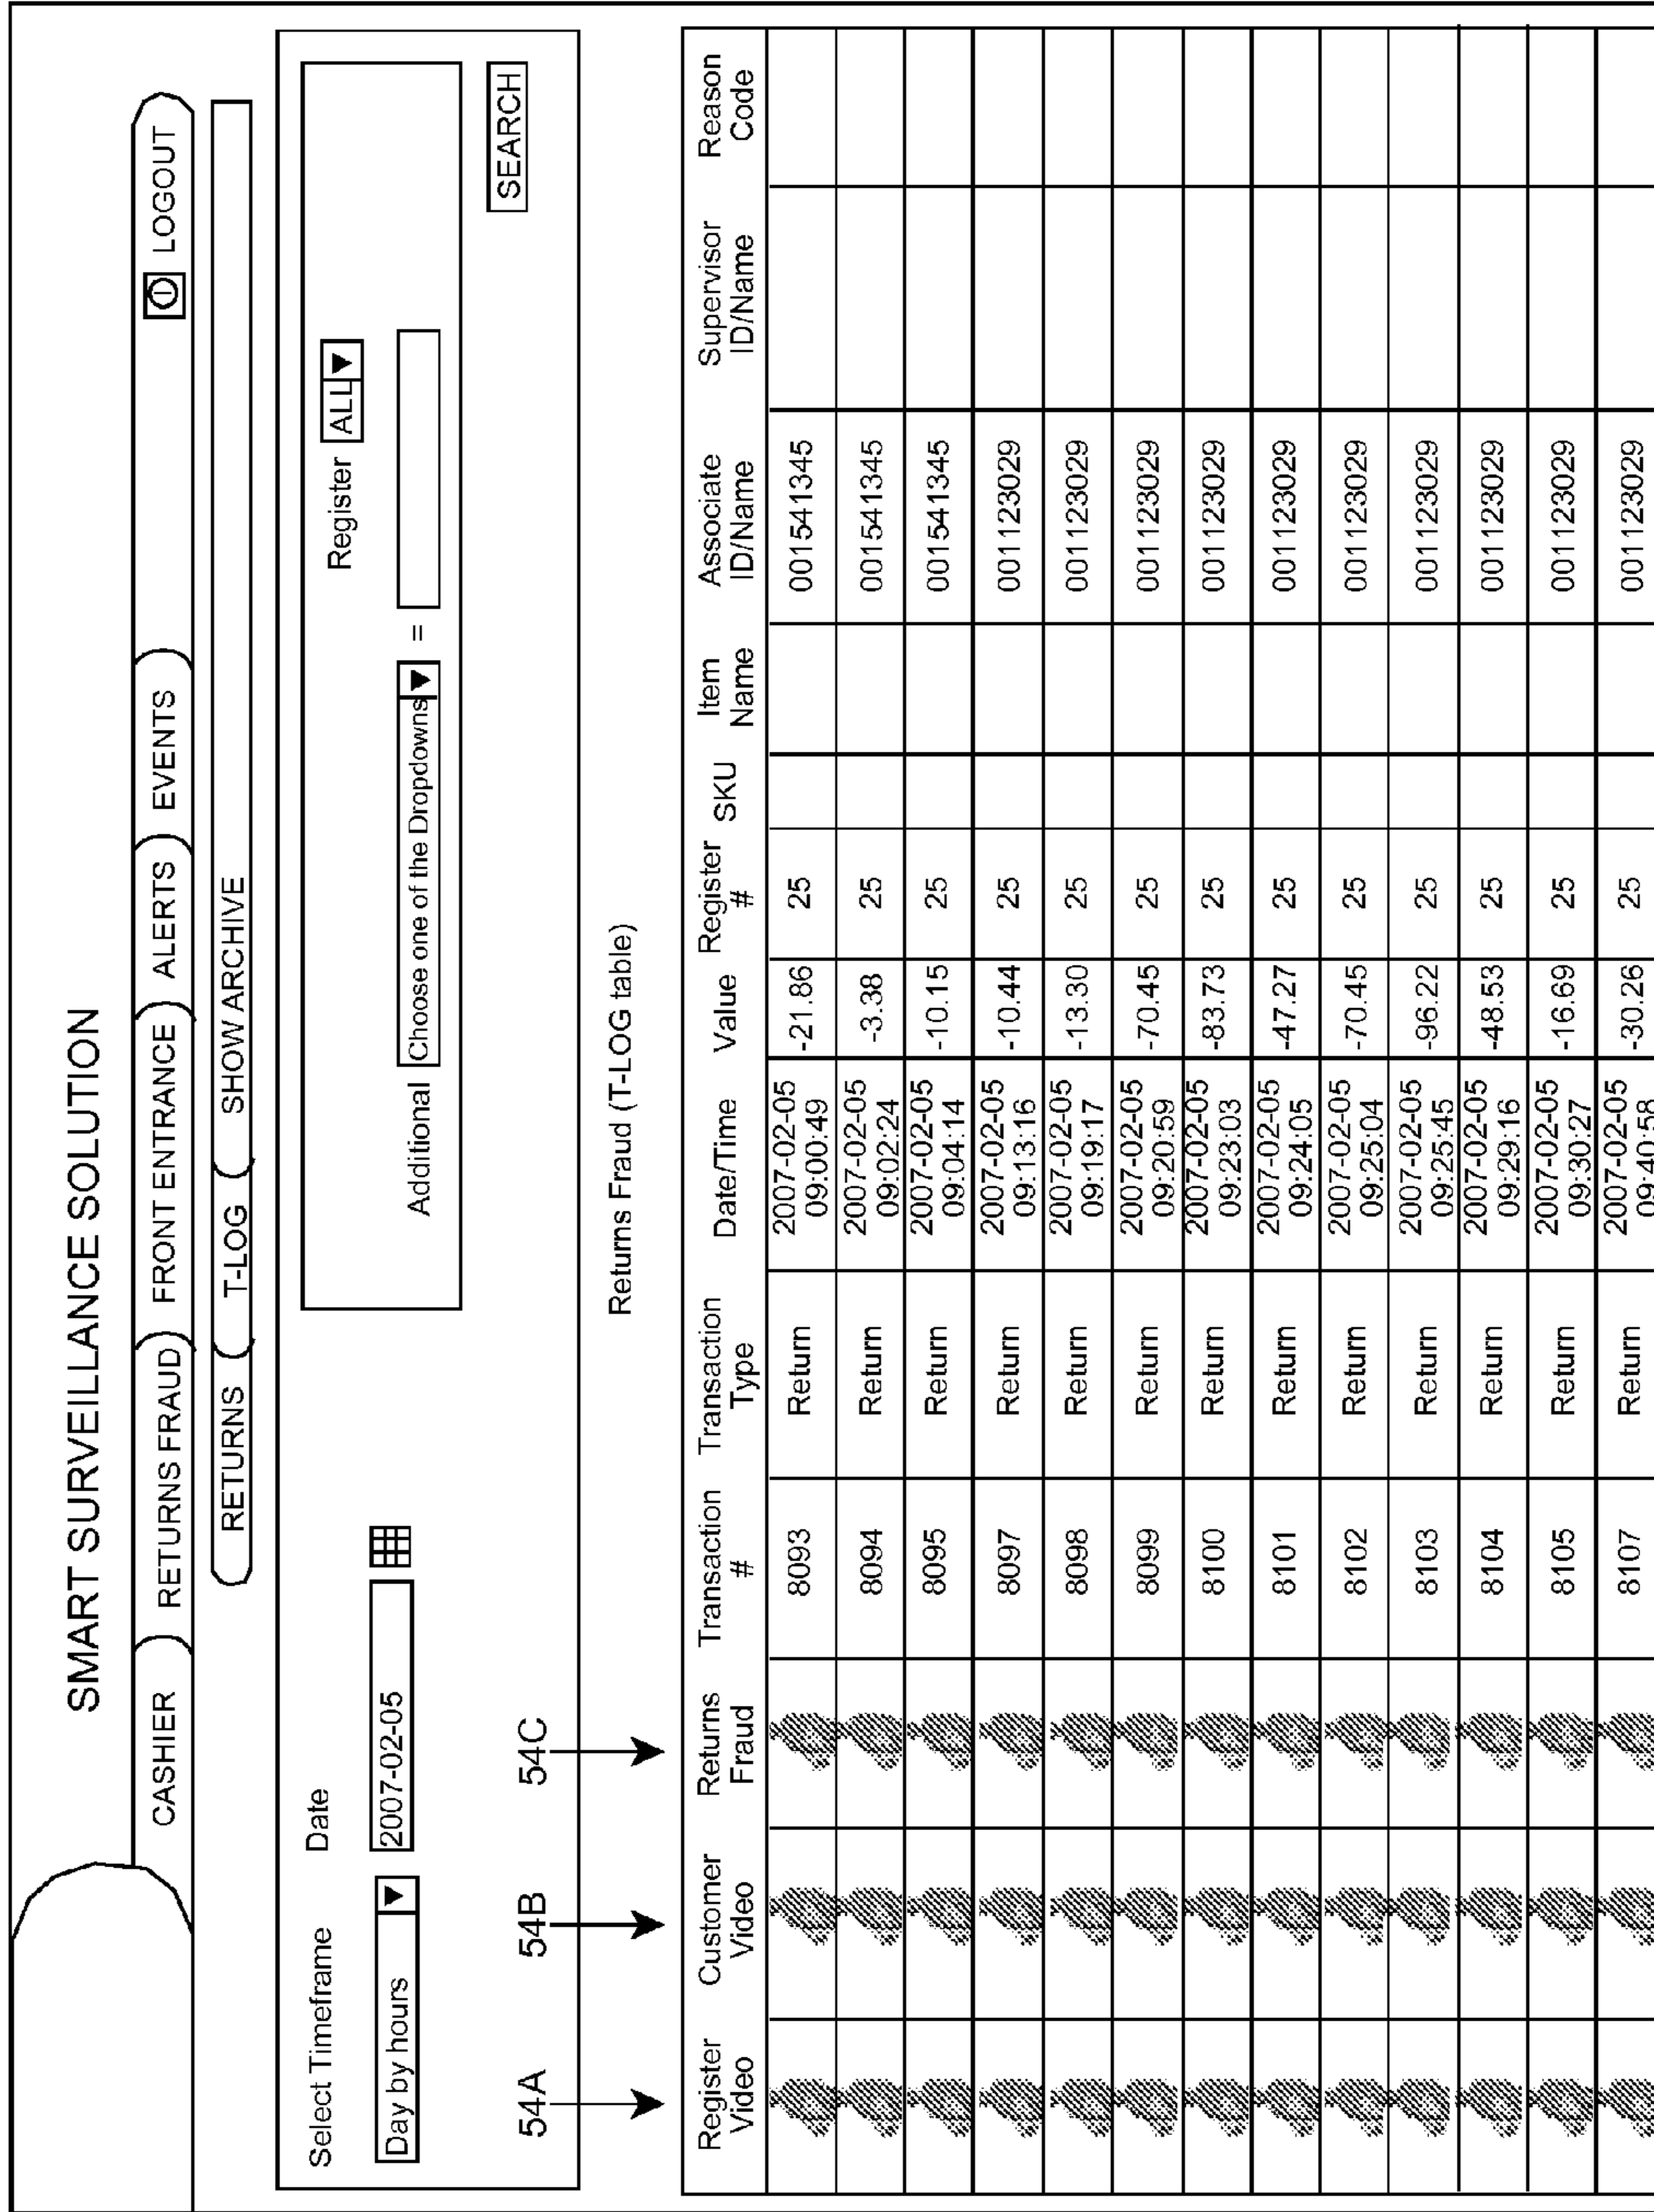 SMART SURVEILLANCE SOLUTION
CASHIER RETURNS FRAUD FRONT ENTRANCE ALERTS EVENTS LOGOUT
RETURNS T-LOG SHOW ARCHIVE
Select Timeframe Date Register ALL
Day by hours 2007-02-05 Additional Choose one of the Dropdowns =
SEARCH
54A 54B 54C
Returns Fraud (T-LOG table)
Register Video Customer Video Returns Fraud Transaction # Transaction Type Date/Time Value Register # SKU Item Name Associate ID/Name Supervisor ID/Name Reason Code
8093 Return 2007-02-05 09:00:49 -21.86 25 001541345
8094 Return 2007-02-05 09:02:24 -3.38 25 001541345
8095 Return 2007-02-05 09:04:14 -10.15 25 001541345
8097 Return 2007-02-05 09:13:16 -10.44 25 001123029
8098 Return 2007-02-05 09:19:17 -13.30 25 001123029
8099 Return 2007-02-05 09:20:59 -70.45 25 001123029
8100 Return 2007-02-05 09:23:03 -83.73 25 001123029
8101 Return 2007-02-05 09:24:05 -47.27 25 001123029
8102 Return 2007-02-05 09:25:04 -70.45 25 001123029
8103 Return 2007-02-05 09:25:45 -96.22 25 001123029
8104 Return 2007-02-05 09:29:16 -48.53 25 001123029
8105 Return 2007-02-05 09:30:27 -16.69 25 001123029
8107 Return 2007-02-05 09:40:58 -30.26 25 001123029